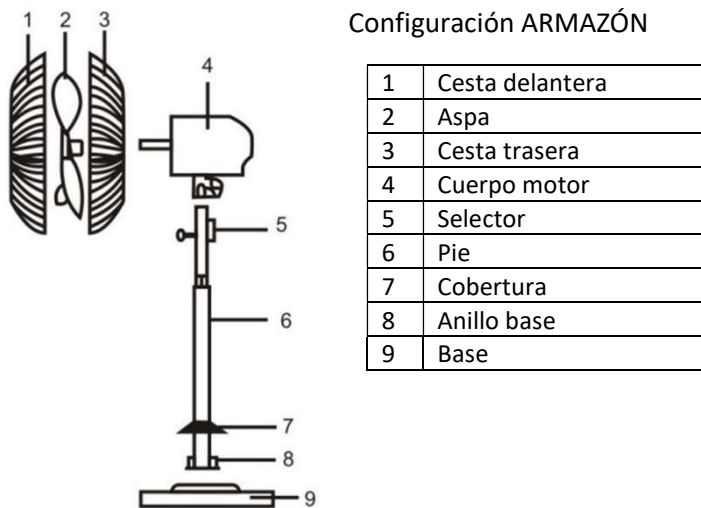 Configuración ARMAZÓN
1 2 3
4
5
6
7
8
9
1 Cesta delantera
2 Aspa
3 Cesta trasera
4 Cuerpo motor
5 Selector
6 Pie
7 Cobertura
8 Anillo base
9 Base